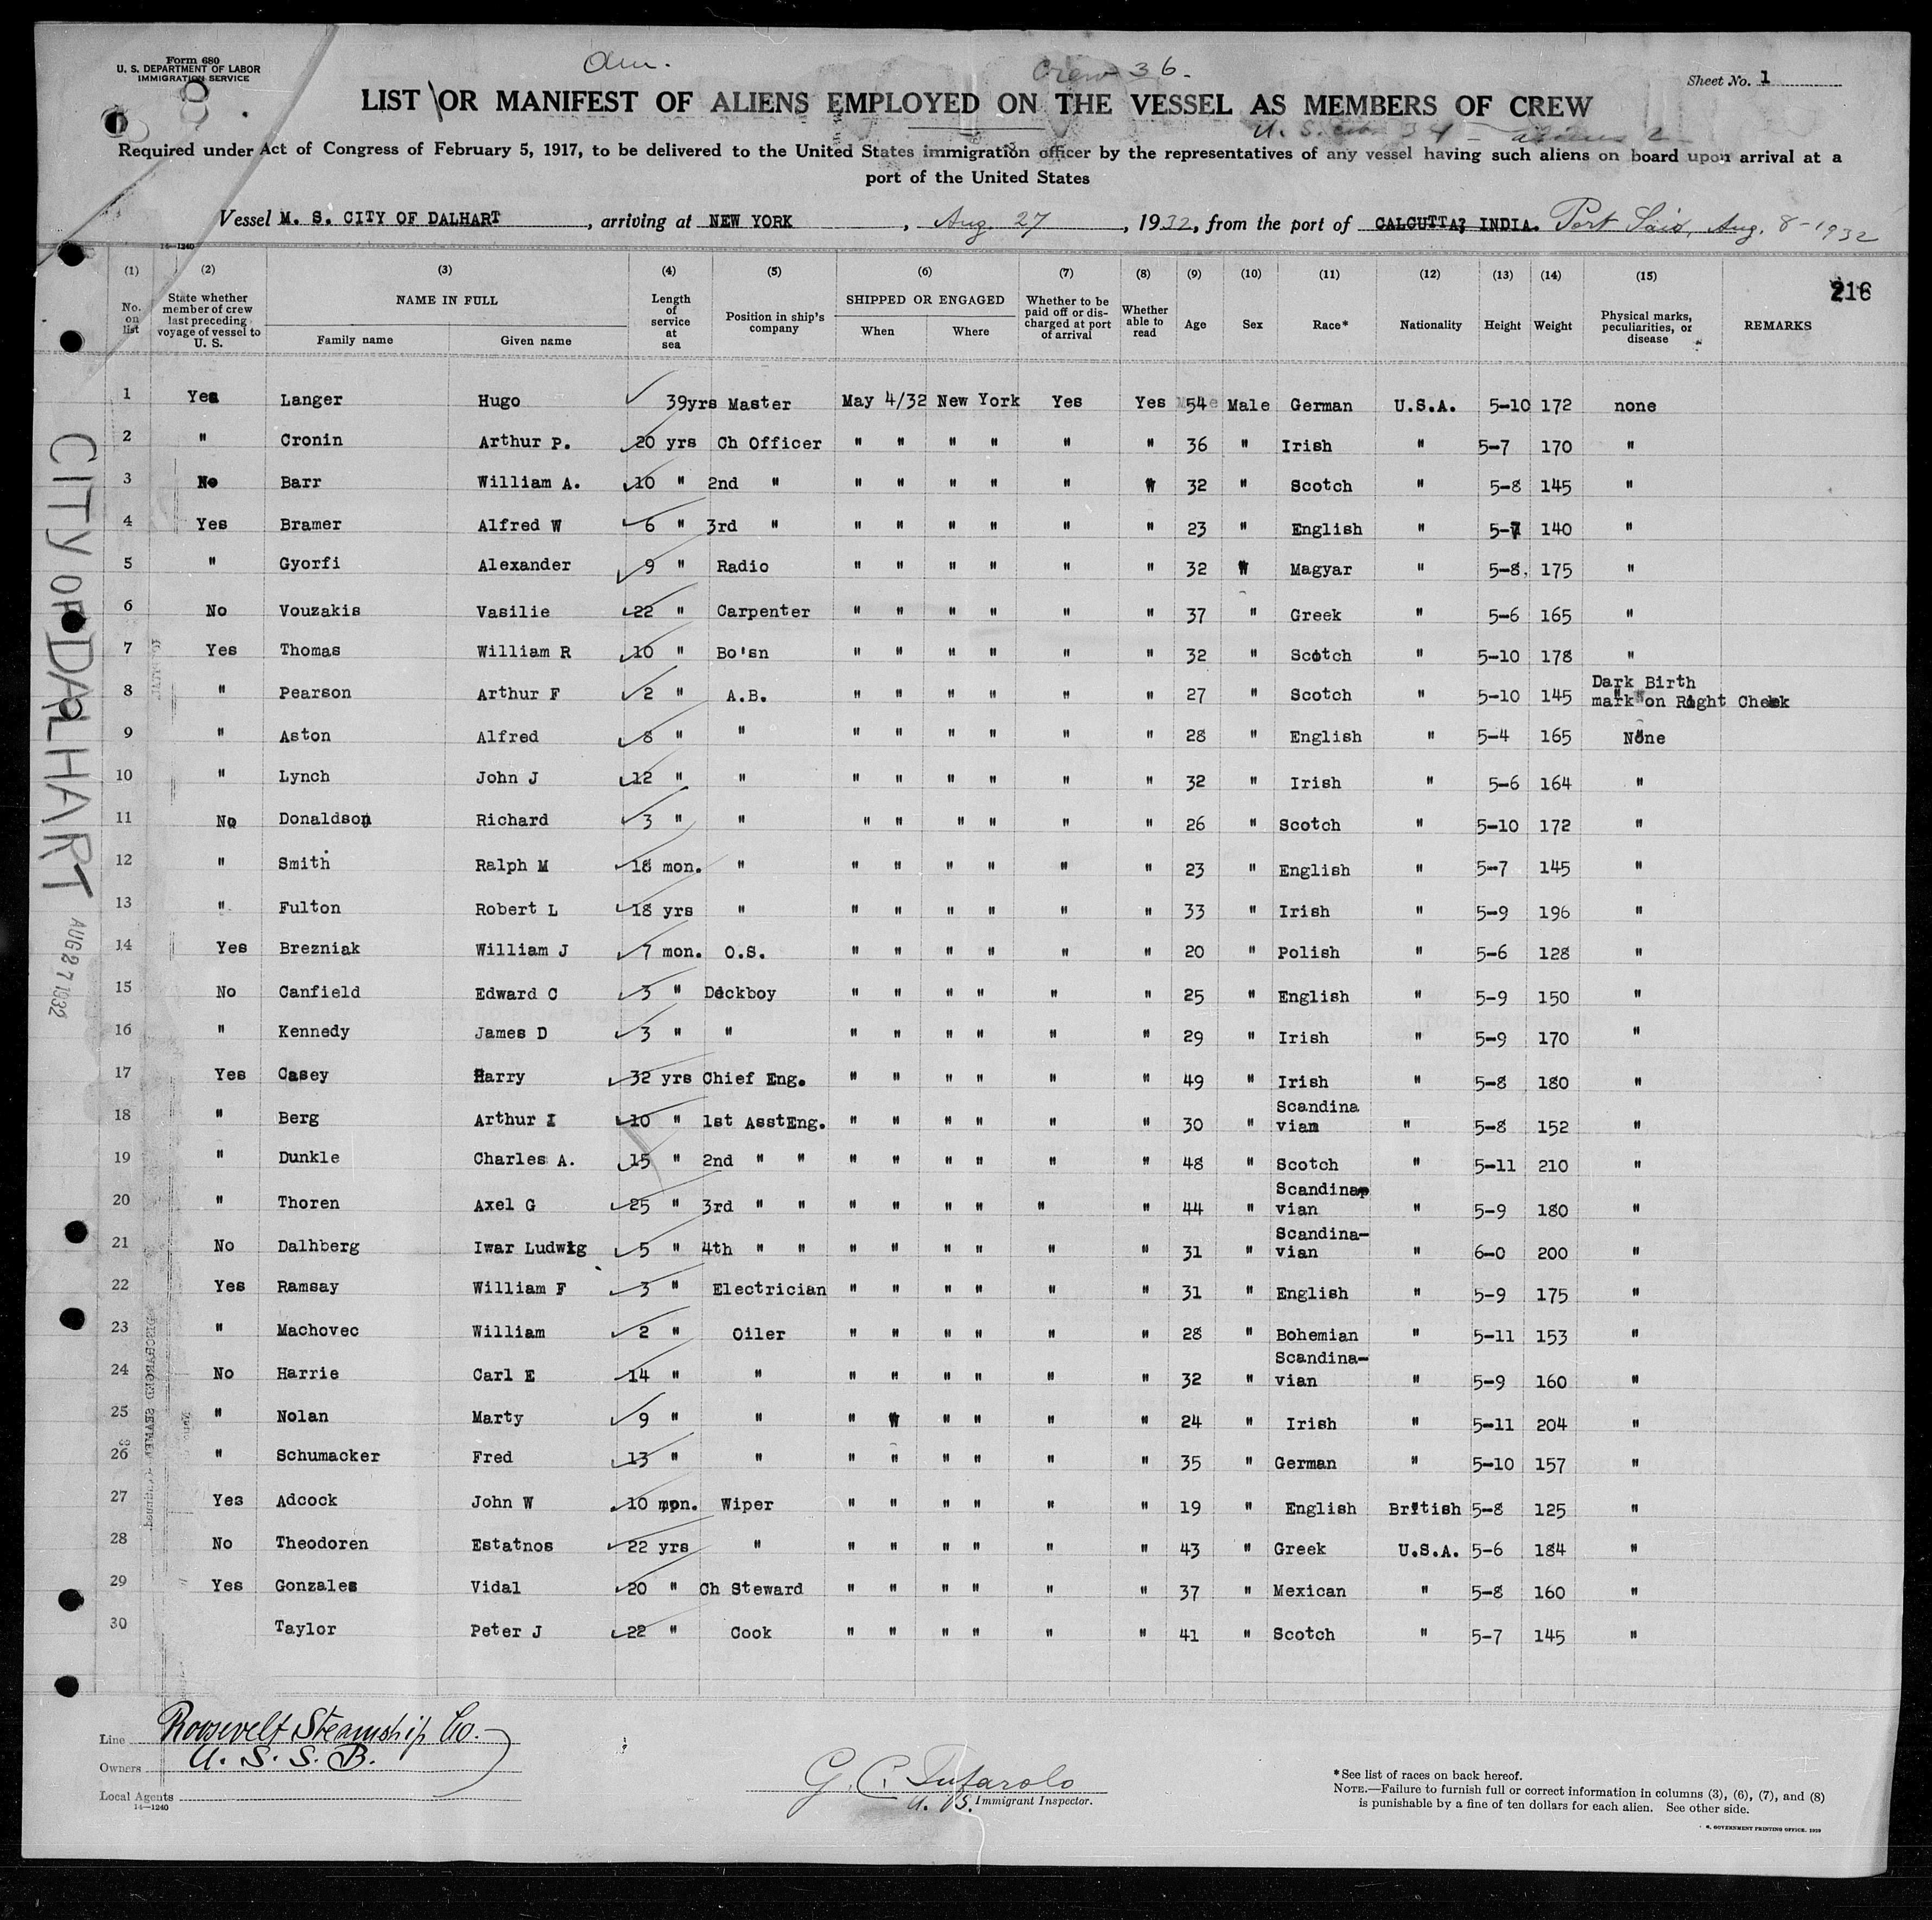 Form 680
U. S. DEPARTMENT OF LABOR
IMMIGRATION SERVICE
Am.
Crew 36.
Sheet No. 1
LIST OR MANIFEST OF ALIENS EMPLOYED ON THE VESSEL AS MEMBERS OF CREW
U. S. 34 - aliens 2
Required under Act of Congress of February 5, 1917, to be delivered to the United States immigration officer by the representatives of any vessel having such aliens on board upon arrival at a
port of the United States
Vessel M. S. CITY OF DALHART, arriving at NEW YORK, Aug. 27, 1932, from the port of CALCUTTA, INDIA. Port Said, Aug. 8-1932
14-1240
(1) (2) (3) (4) (5) (6) (7) (8) (9) (10) (11) (12) (13) (14) (15)
216
No. on list
State whether member of crew last preceding voyage of vessel to U. S.
NAME IN FULL
Family name Given name
Length of service at sea
Position in ship's company
SHIPPED OR ENGAGED
When Where
Whether to be paid off or discharged at port of arrival
Whether able to read
Age Sex Race* Nationality Height Weight
Physical marks, peculiarities, or disease
REMARKS
1 Yes Langer Hugo 39yrs Master May 4/32 New York Yes Yes 54 Male German U.S.A. 5-10 172 none
2 " Cronin Arthur P. 20 yrs Ch Officer " " " " " " 36 " Irish " 5-7 170 "
3 No Barr William A. 10 " 2nd " " " " " " " 32 " Scotch " 5-8 145 "
4 Yes Bramer Alfred W 6 " 3rd " " " " " " " 23 " English " 5-7 140 "
5 " Gyorfi Alexander 9 " Radio " " " " " " 32 " Magyar " 5-8. 175 "
6 No Vouzakis Vasilie 22 " Carpenter " " " " " " 37 " Greek " 5-6 165 "
7 Yes Thomas William R 10 " Bo'sn " " " " " " 32 " Scotch " 5-10 178 "
8 " Pearson Arthur F 2 " A.B. " " " " " " 27 " Scotch " 5-10 145 Dark Birth mark on Right Cheek
9 " Aston Alfred 8 " " " " " " " " 28 " English " 5-4 165 None
10 " Lynch John J 12 " " " " " " " " 32 " Irish " 5-6 164 "
11 No Donaldson Richard 3 " " " " " " " " 26 " Scotch " 5-10 172 "
12 " Smith Ralph M 18 mon. " " " " " " " 23 " English " 5-7 145 "
13 " Fulton Robert L 18 yrs " " " " " " " 33 " Irish " 5-9 196 "
14 Yes Brezniak William J 7 mon. O.S. " " " " " " 20 " Polish " 5-6 128 "
15 No Canfield Edward C 3 " Deckboy " " " " " " 25 " English " 5-9 150 "
16 " Kennedy James D 3 " " " " " " " " 29 " Irish " 5-9 170 "
17 Yes Casey Harry 32 yrs Chief Eng. " " " " " " 49 " Irish " 5-8 180 "
18 " Berg Arthur I 10 " 1st AsstEng. " " " " " " 30 " Scandina vian " 5-8 152 "
19 " Dunkle Charles A. 15 " 2nd " " " " " " " " 48 " Scotch " 5-11 210 "
20 " Thoren Axel G 25 " 3rd " " " " " " " " 44 " Scandina- vian " 5-9 180 "
21 No Dalhberg Iwar Ludwig 5 " 4th " " " " " " " " 31 " Scandina- vian " 6-0 200 "
22 Yes Ramsay William F 3 " Electrician " " " " " " 31 " English " 5-9 175 "
23 " Machovec William 2 " Oiler " " " " " " 28 " Bohemian " 5-11 153 "
24 No Harrie Carl E 14 " " " " " " " " 32 " Scandina- vian " 5-9 160 "
25 " Nolan Marty 9 " " " " " " " " 24 " Irish " 5-11 204 "
26 " Schumacker Fred 13 " " " " " " " " 35 " German " 5-10 157 "
27 Yes Adcock John W 10 mon. Wiper " " " " " " 19 " English British 5-8 125 "
28 No Theodoren Estatnos 22 yrs " " " " " " " 43 " Greek U.S.A. 5-6 184 "
29 Yes Gonzales Vidal 20 " Ch Steward " " " " " " 37 " Mexican " 5-8 160 "
30 Taylor Peter J 22 " Cook " " " " " " 41 " Scotch " 5-7 145 "
CITY OF DALHART
AUG 27 1932
Line Roosevelt Steamship Co.
Owners U. S. S. B.
Local Agents
14-1240
G. C. Tufarolo
U. S. Immigrant Inspector.
*See list of races on back hereof.
NOTE.—Failure to furnish full or correct information in columns (3), (6), (7), and (8)
is punishable by a fine of ten dollars for each alien. See other side.
S. GOVERNMENT PRINTING OFFICE. 1929